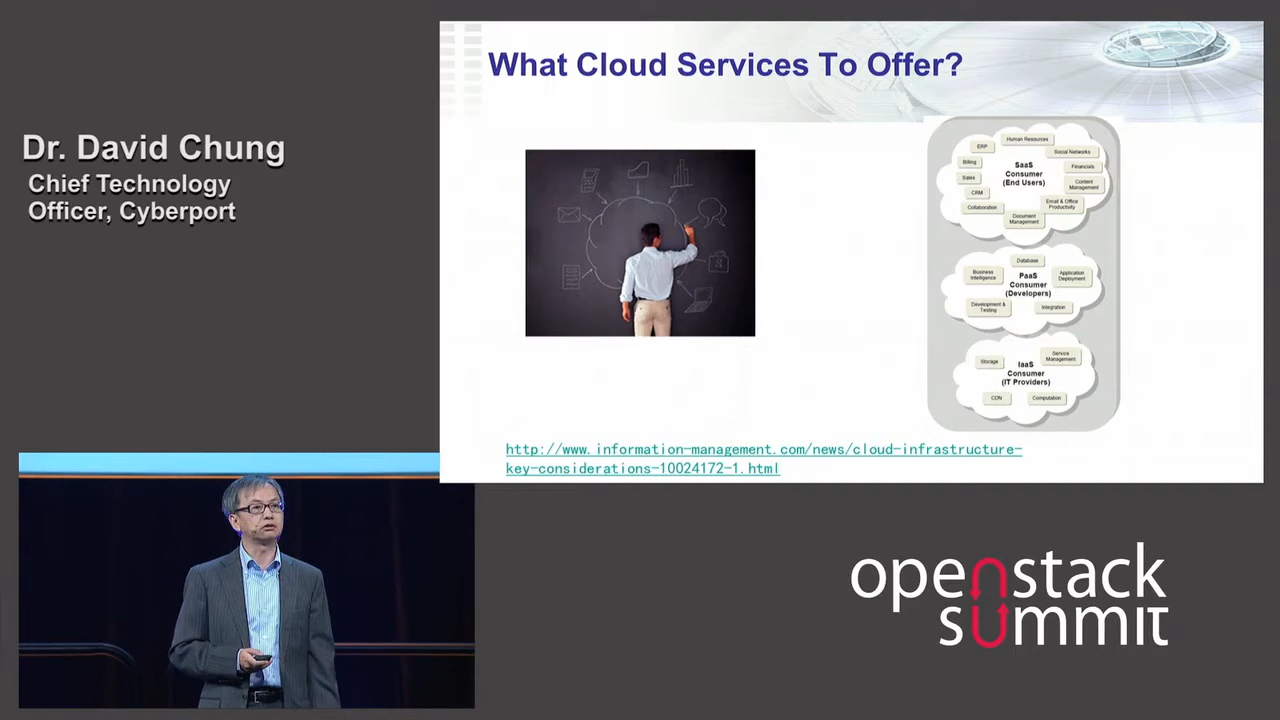 What Cloud Services To Offer?
Dr. David Chung
Chief Technology
Officer, Cyberport
Human Resources
ERP
Social Networks
Billing
SaaS
Consumer
(End Users)
Financials
Sales
Content
Management
CRM
Collaboration
Email & Office
Productivity
Document
Management
Database
Business
Intelligence
PaaS
Consumer
(Developers)
Application
Deployment
Development &
Testing
Integration
Storage
Service
Management
IaaS
Consumer
(IT Providers)
CDN
Computation
http://www.information-management.com/news/cloud-infrastructure-
key-considerations-10024172-1.html
openstack
summit